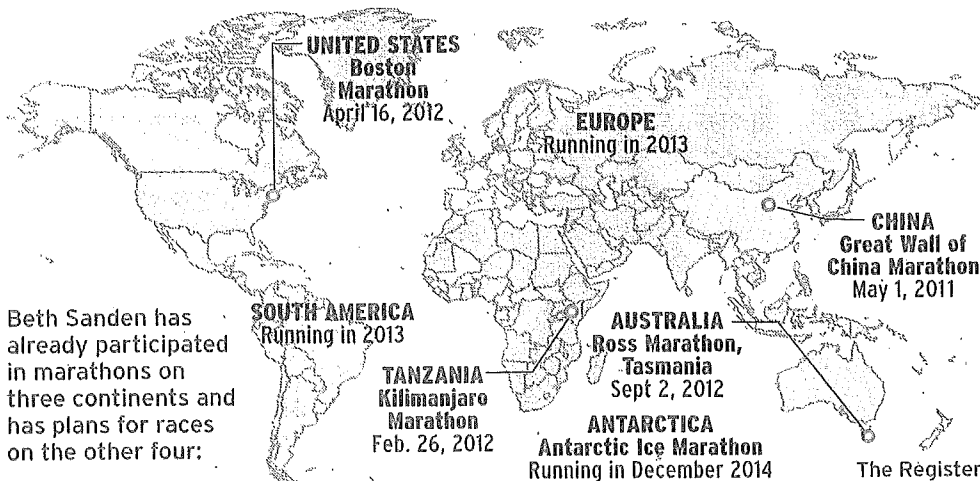 UNITED STATES
Boston
Marathon
April 16, 2012
EUROPE
Running in 2013
CHINA
Great Wall of
China Marathon
May 1, 2011
SOUTH AMERICA
Running in 2013
TANZANIA
Kilimanjaro
Marathon
Feb. 26, 2012
AUSTRALIA
Ross Marathon,
Tasmania
Sept 2, 2012
ANTARCTICA
Antarctic Ice Marathon
Running in December 2014
Beth Sanden has
already participated
in marathons on
three continents and
has plans for races
on the other four:
The Register